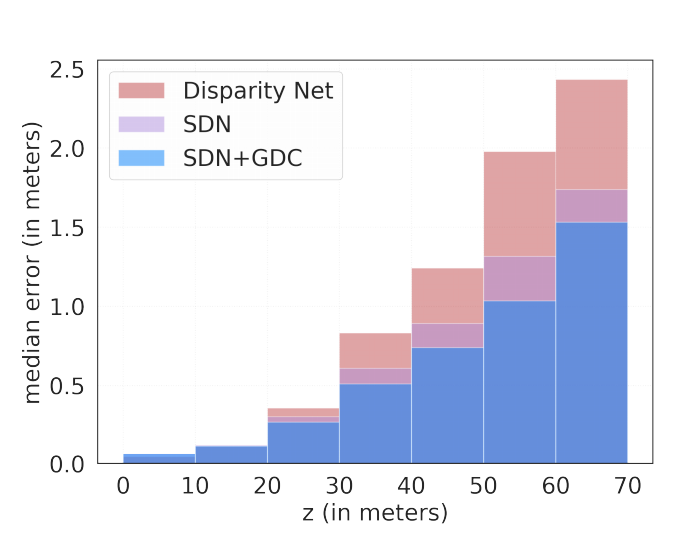 2.5
2.0
1.5
1.0
0.5
0.0
median error (in meters)
Disparity Net
SDN
SDN+GDC
0 10 20 30 40 50 60 70
z (in meters)